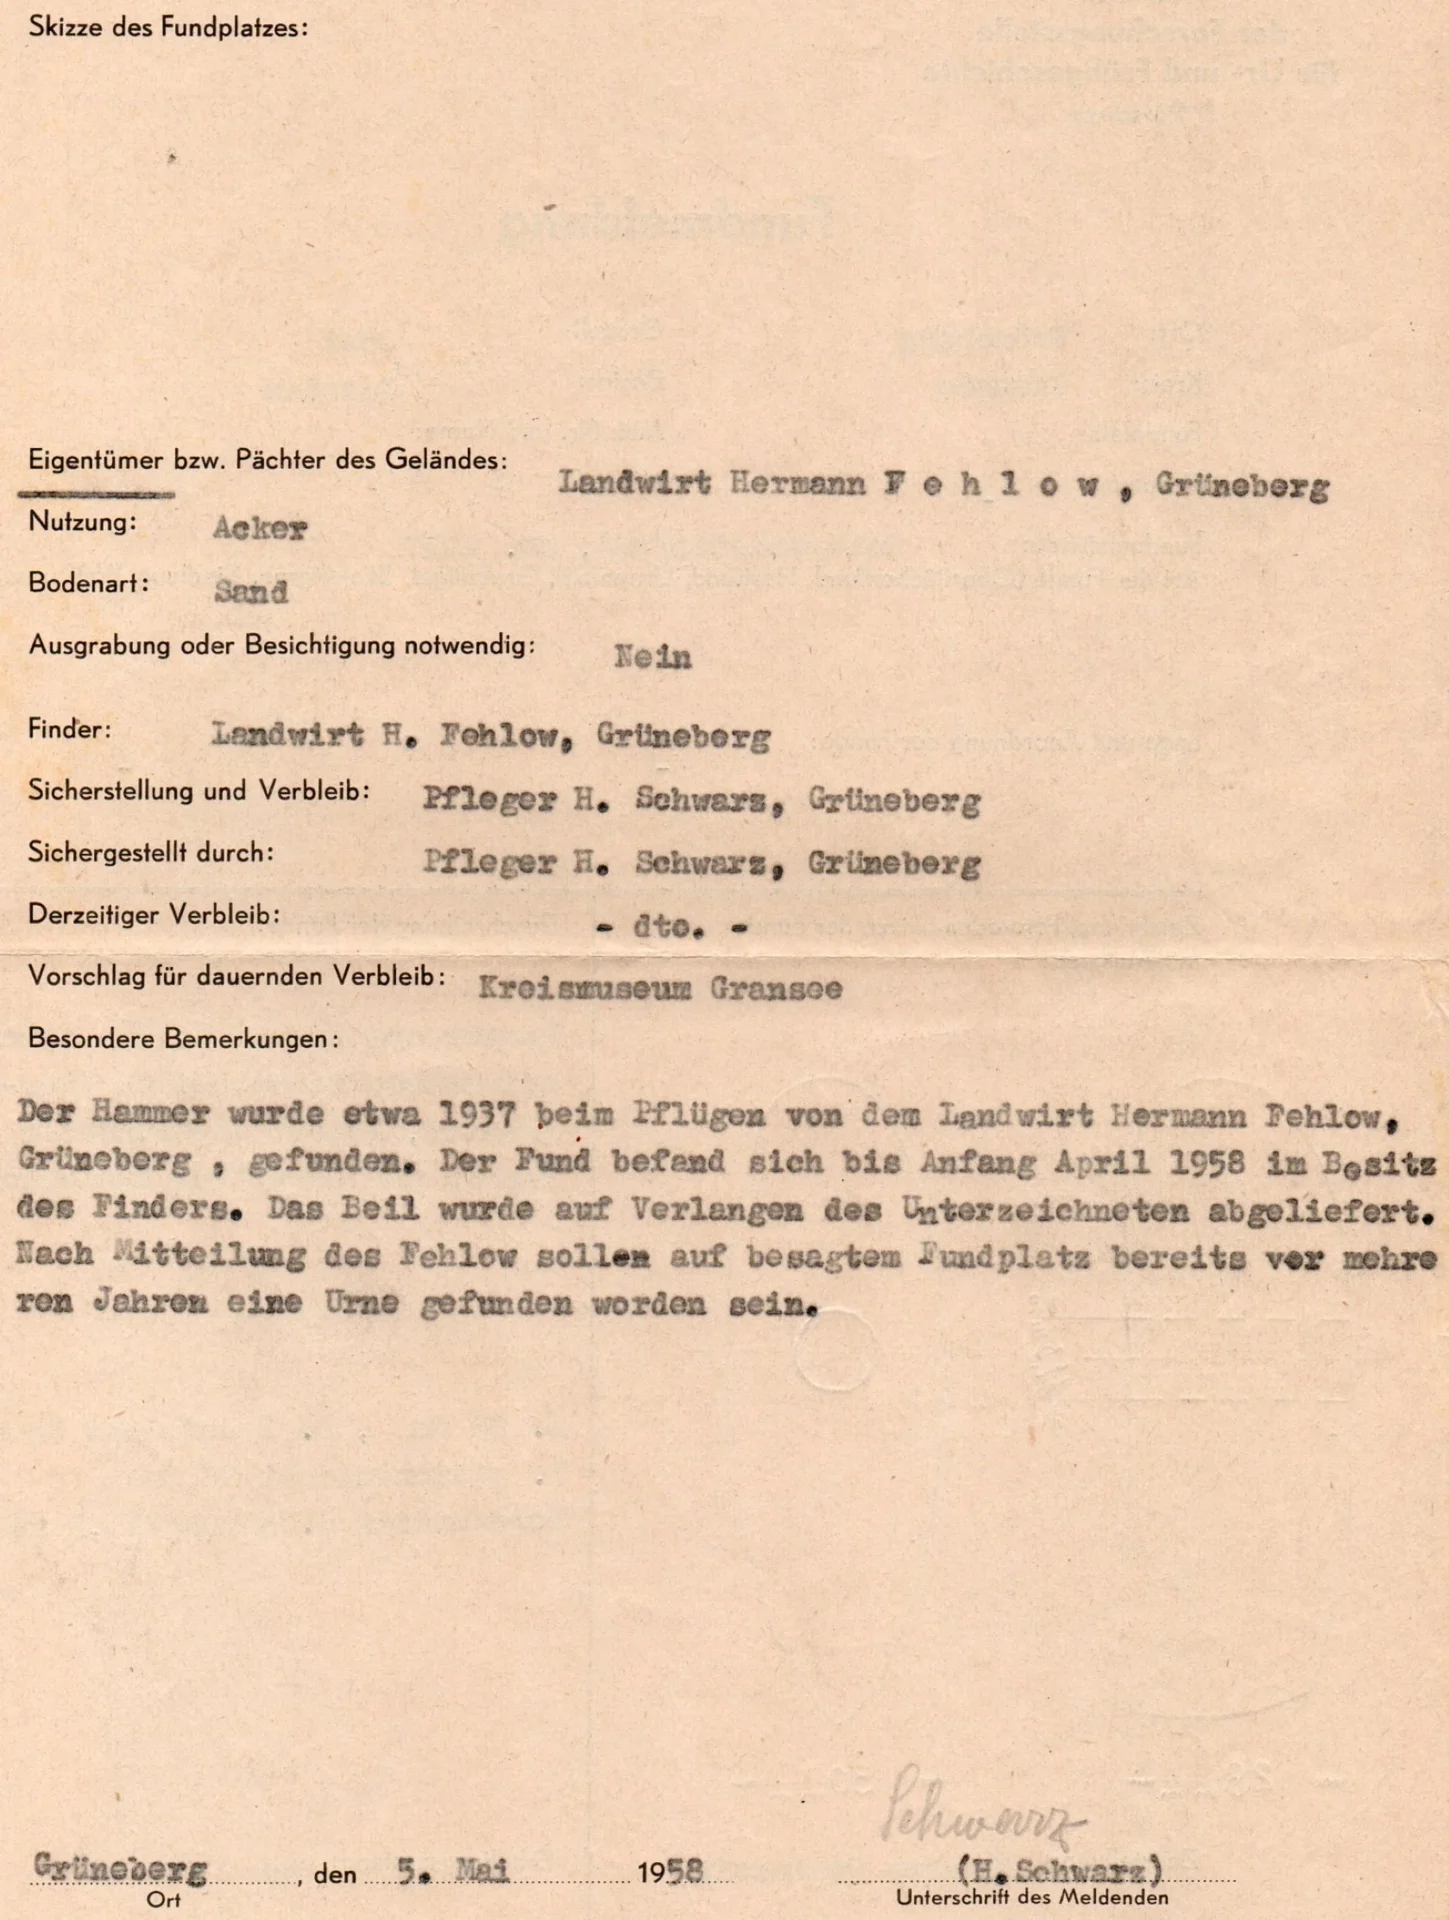 Skizze des Fundplatzes:
Eigentümer bzw. Pächter des Geländes: Landwirt Hermann F e h l o w , Grüneberg
Nutzung: Acker
Bodenart: Sand
Ausgrabung oder Besichtigung notwendig: Nein
Finder: Landwirt H. Fehlow, Grüneberg
Sicherstellung und Verbleib: Pfleger H. Schwarz, Grüneberg
Sichergestellt durch: Pfleger H. Schwarz, Grüneberg
Derzeitiger Verbleib: - dto. -
Vorschlag für dauernden Verbleib: Kreismuseum Gransee
Besondere Bemerkungen:
Der Hammer wurde etwa 1937 beim Pflügen von dem Landwirt Hermann Fehlow,
Grüneberg , gefunden. Der Fund befand sich bis Anfang April 1958 im Besitz
des Finders. Das Beil wurde auf Verlangen des Unterzeichneten abgeliefert.
Nach Mitteilung des Fehlow sollen auf besagtem Fundplatz bereits vor mehre
ren Jahren eine Urne gefunden worden sein.
Schwarz
Grüneberg, den 5. Mai 1958 (H. Schwarz)
Ort Unterschrift des Meldenden